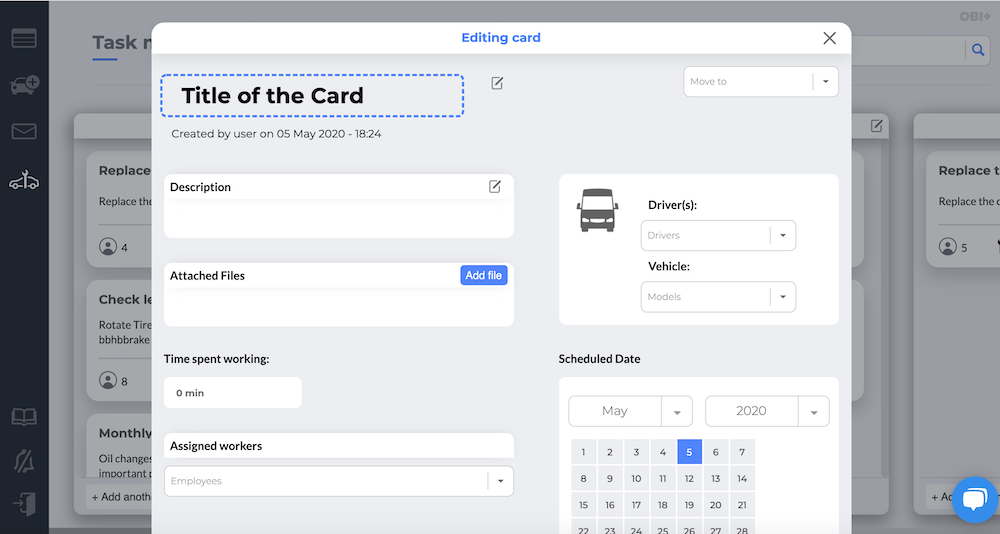 OBI+
Task
Editing card
Title of the Card
Move to
Created by user on 05 May 2020 - 18:24
Replace
Replace the
4
Replace
Replace the
5
Description
Driver(s):
Drivers
Vehicle:
Models
Attached Files
Add file
Check
Rotate Tire
bbhbbrake
8
Time spent working:
0 min
Scheduled Date
May
2020
Monthly
Oil changes
important
+ Add
Assigned workers
Employees
1 2 3 4 5 6 7
8 9 10 11 12 13 14
15 16 17 18 19 20 21
22 23 24 25 26 27 28